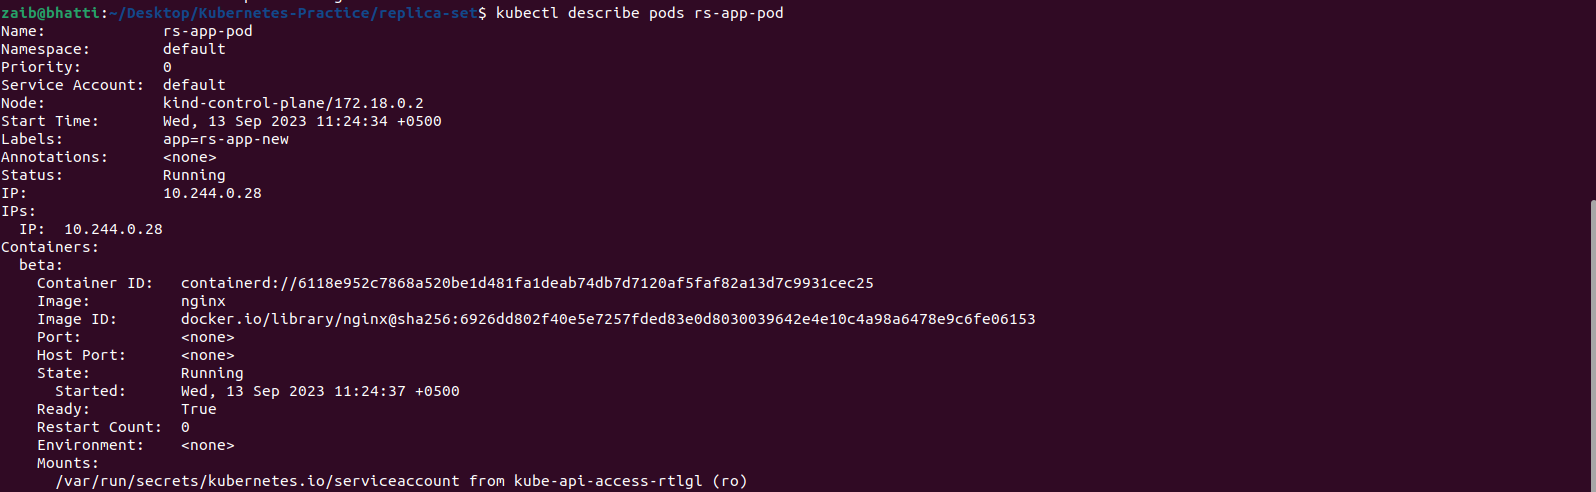 zaib@bhatti:~/Desktop/Kubernetes-Practice/replica-set$ kubectl describe pods rs-app-pod
Name:             rs-app-pod
Namespace:        default
Priority:         0
Service Account:  default
Node:             kind-control-plane/172.18.0.2
Start Time:       Wed, 13 Sep 2023 11:24:34 +0500
Labels:           app=rs-app-new
Annotations:      <none>
Status:           Running
IP:               10.244.0.28
IPs:
  IP:  10.244.0.28
Containers:
  beta:
    Container ID:   containerd://6118e952c7868a520be1d481fa1deab74db7d7120af5faf82a13d7c9931cec25
    Image:          nginx
    Image ID:       docker.io/library/nginx@sha256:6926dd802f40e5e7257fded83e0d8030039642e4e10c4a98a6478e9c6fe06153
    Port:           <none>
    Host Port:      <none>
    State:          Running
      Started:      Wed, 13 Sep 2023 11:24:37 +0500
    Ready:          True
    Restart Count:  0
    Environment:    <none>
    Mounts:
      /var/run/secrets/kubernetes.io/serviceaccount from kube-api-access-rtlgl (ro)